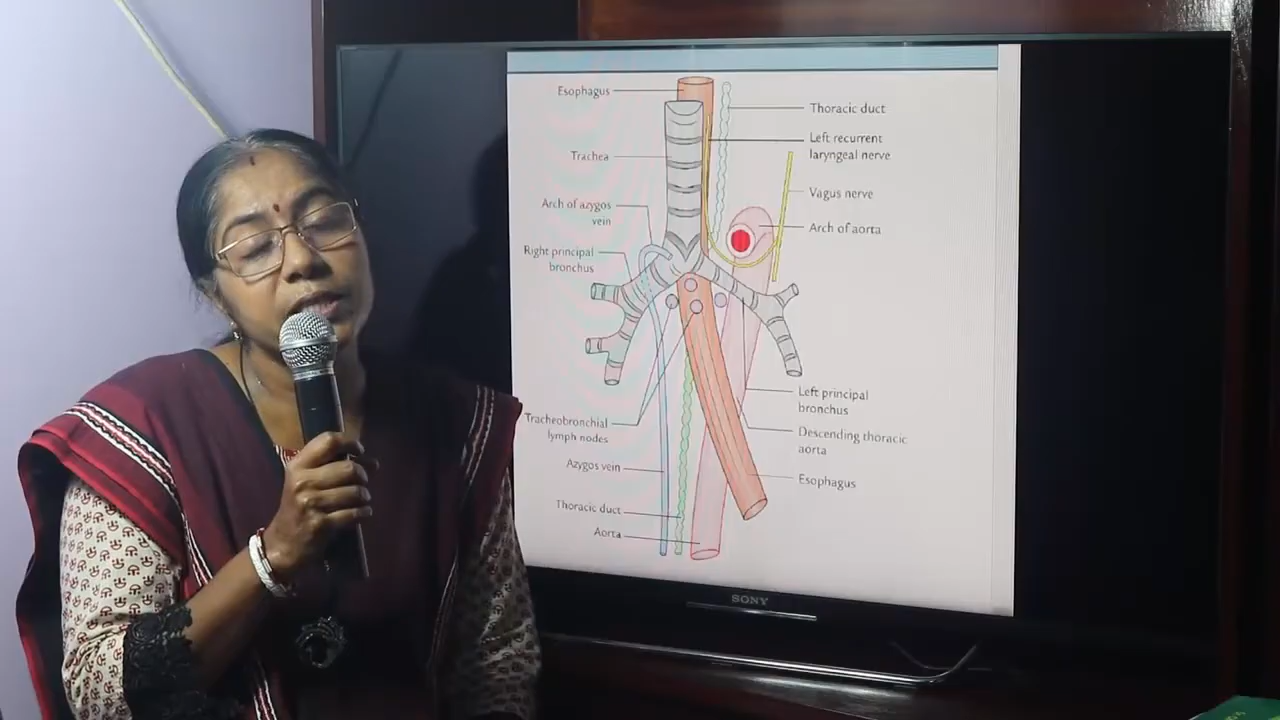 Esophagus
Thoracic duct
Left recurrent
laryngeal nerve
Trachea
Vagus nerve
Arch of azygos
vein
Arch of aorta
Right principal
bronchus
Left principal
bronchus
Tracheobronchial
lymph nodes
Descending thoracic
aorta
Azygos vein
Esophagus
Thoracic duct
Aorta
SONY